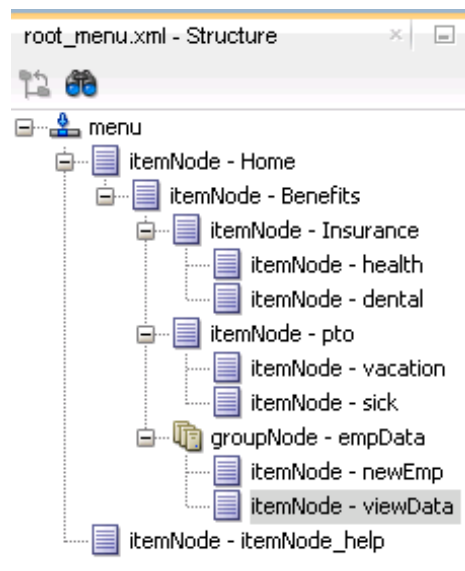 root_menu.xml - Structure
menu
itemNode - Home
itemNode - Benefits
itemNode - Insurance
itemNode - health
itemNode - dental
itemNode - pto
itemNode - vacation
itemNode - sick
groupNode - empData
itemNode - newEmp
itemNode - viewData
itemNode - itemNode_help